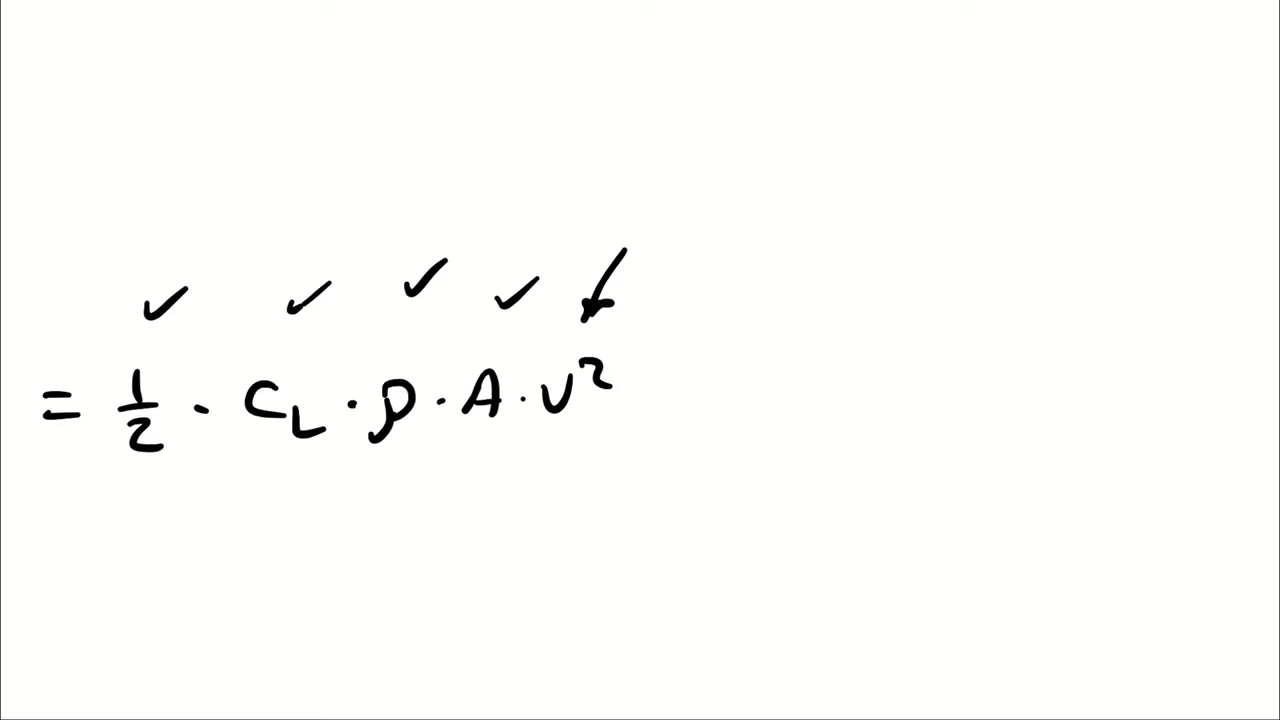 ✓ ✓ ✓ ✓ ↙
= 1/2 · C_L · ρ · A · v²